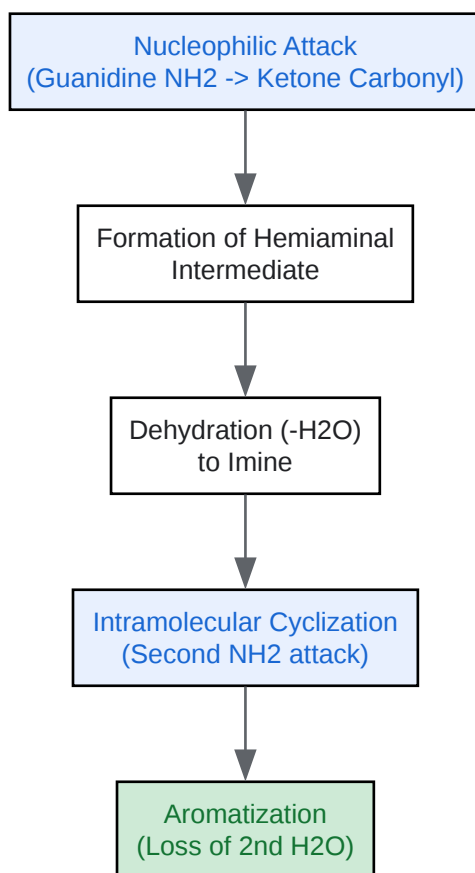 Nucleophilic Attack
(Guanidine NH2 -> Ketone Carbonyl)
Formation of Hemiaminal
Intermediate
Dehydration (-H2O)
to Imine
Intramolecular Cyclization
(Second NH2 attack)
Aromatization
(Loss of 2nd H2O)